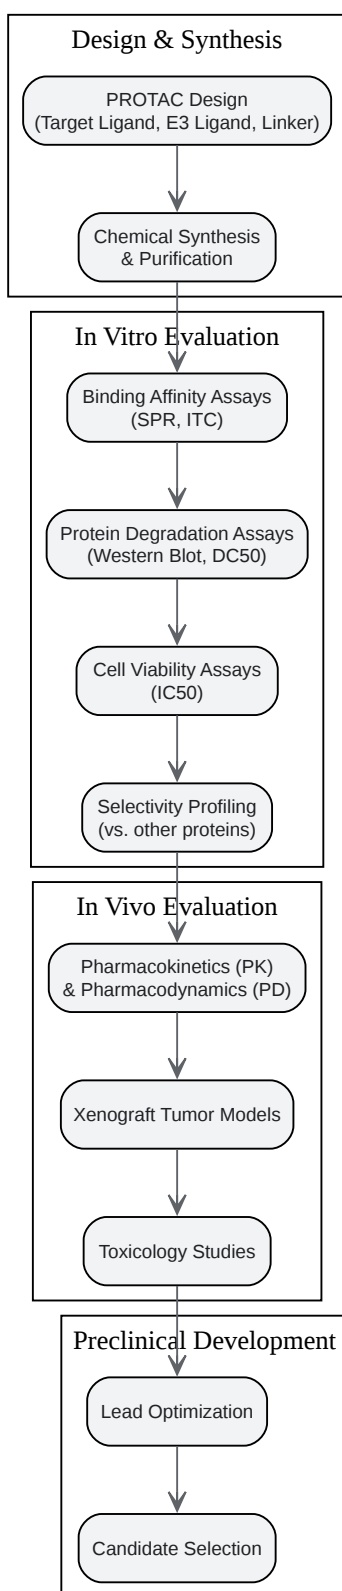 Design & Synthesis
PROTAC Design
(Target Ligand, E3 Ligand, Linker)
Chemical Synthesis
& Purification
In Vitro Evaluation
Binding Affinity Assays
(SPR, ITC)
Protein Degradation Assays
(Western Blot, DC50)
Cell Viability Assays
(IC50)
Selectivity Profiling
(vs. other proteins)
In Vivo Evaluation
Pharmacokinetics (PK)
& Pharmacodynamics (PD)
Xenograft Tumor Models
Toxicology Studies
Preclinical Development
Lead Optimization
Candidate Selection